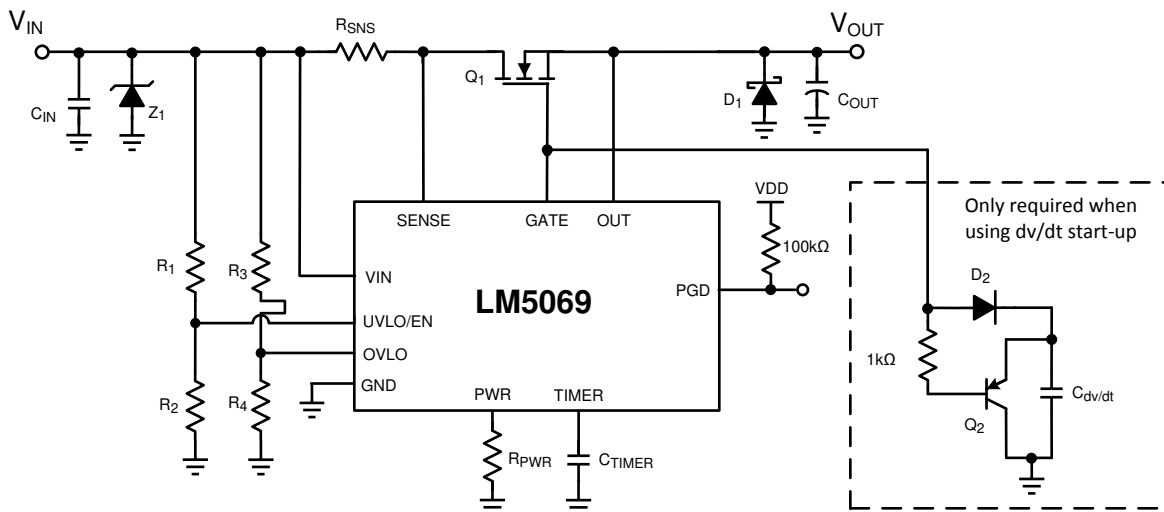 VIN
RSNS
VOUT
Q1
CIN
Z1
D1
COUT
VDD
Only required when
using dv/dt start-up
SENSE
GATE
OUT
100kΩ
R1
R3
VIN
LM5069
PGD
D2
UVLO/EN
1kΩ
OVLO
GND
R2
R4
PWR
TIMER
Q2
Cdv/dt
RPWR
CTIMER